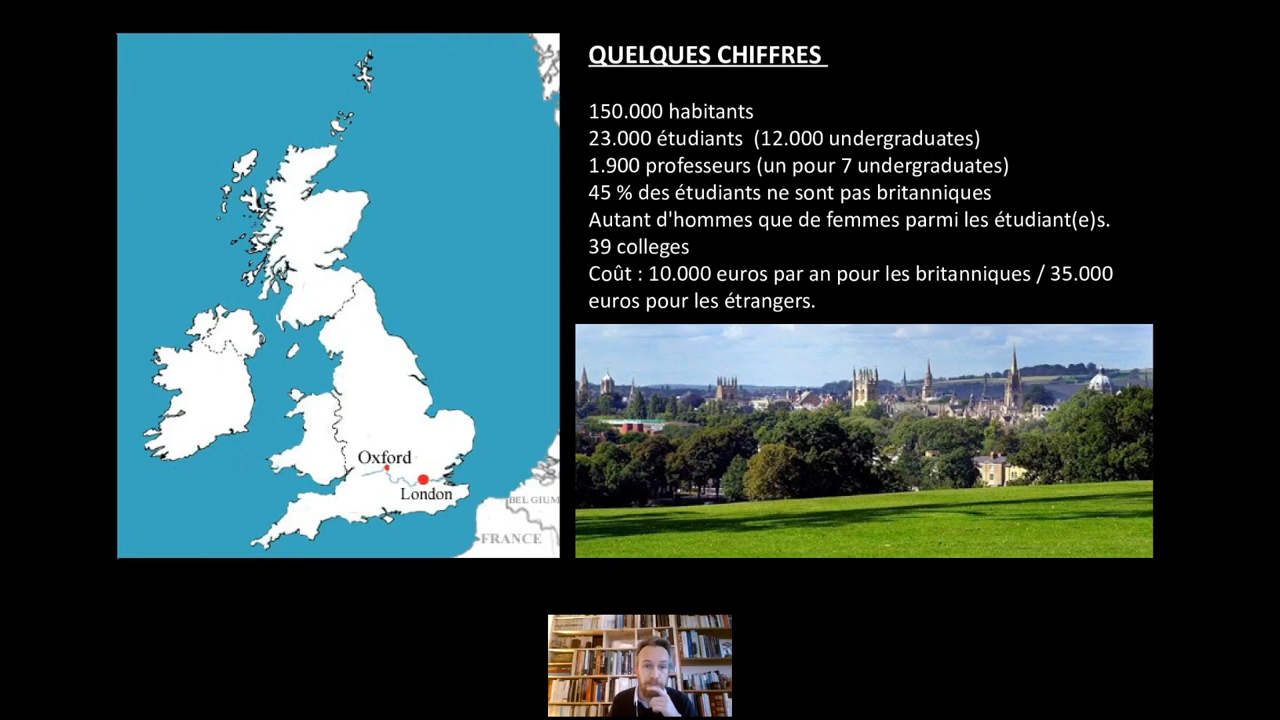 QUELQUES CHIFFRES
150.000 habitants
23.000 étudiants  (12.000 undergraduates)
1.900 professeurs (un pour 7 undergraduates)
45 % des étudiants ne sont pas britanniques
Autant d'hommes que de femmes parmi les étudiant(e)s.
39 colleges
Coût : 10.000 euros par an pour les britanniques / 35.000
euros pour les étrangers.
Oxford
London
BELGIUM
FRANCE